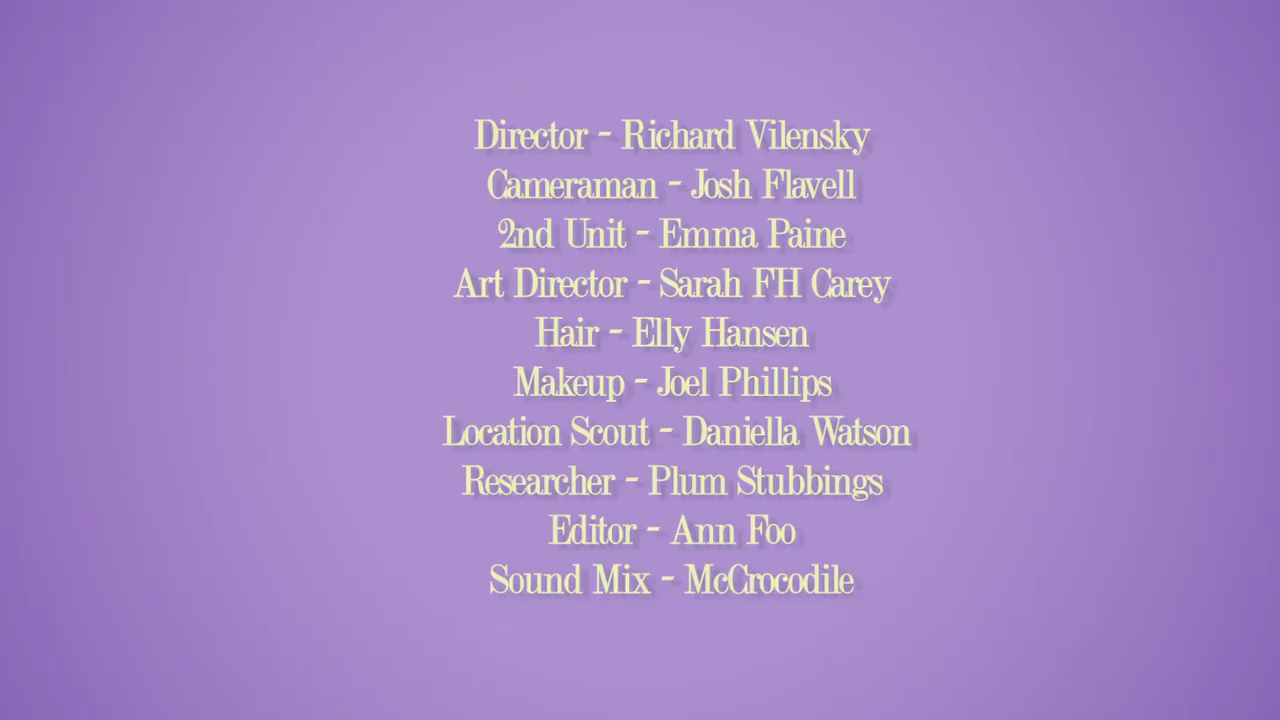 Director - Richard Vilensky
Cameraman - Josh Flavell
2nd Unit - Emma Paine
Art Director - Sarah FH Carey
Hair - Elly Hansen
Makeup - Joel Phillips
Location Scout - Daniella Watson
Researcher - Plum Stubbings
Editor - Ann Foo
Sound Mix - McCrocodile